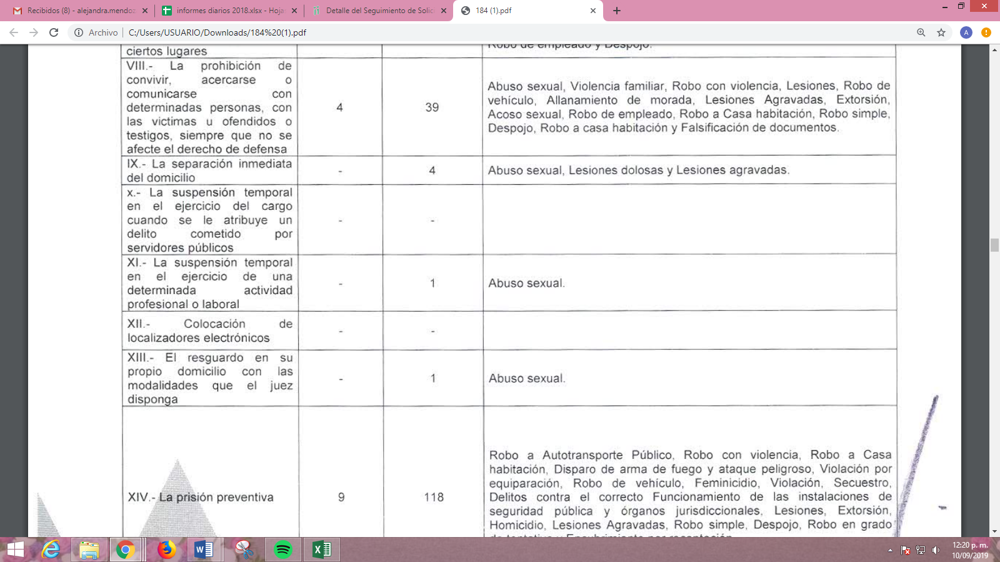 Recibidos (8) - alejandra.mendoz
informes diarios 2018.xlsx - Hoja
Detalle del Seguimiento de Solic
184 (1).pdf
Archivo
C:/Users/USUARIO/Downloads/184%20(1).pdf
A
ciertos lugares
Robo de empleado y Despojo.
VIII.- La prohibición de
convivir, acercarse o
comunicarse con
determinadas personas, con
las victimas u ofendidos o
testigos, siempre que no se
afecte el derecho de defensa
4
39
Abuso sexual, Violencia familiar, Robo con violencia, Lesiones, Robo de
vehículo, Allanamiento de morada, Lesiones Agravadas, Extorsión,
Acoso sexual, Robo de empleado, Robo a Casa habitación, Robo simple,
Despojo, Robo a casa habitación y Falsificación de documentos.
IX.- La separación inmediata
del domicilio
-
4
Abuso sexual, Lesiones dolosas y Lesiones agravadas.
x.- La suspensión temporal
en el ejercicio del cargo
cuando se le atribuye un
delito cometido por
servidores públicos
-
-
XI.- La suspensión temporal
en el ejercicio de una
determinada actividad
profesional o laboral
-
1
Abuso sexual.
XII.- Colocación de
localizadores electrónicos
-
-
XIII.- El resguardo en su
propio domicilio con las
modalidades que el juez
disponga
-
1
Abuso sexual.
XIV.- La prisión preventiva
9
118
Robo a Autotransporte Público, Robo con violencia, Robo a Casa
habitación, Disparo de arma de fuego y ataque peligroso, Violación por
equiparación, Robo de vehículo, Feminicidio, Violación, Secuestro,
Delitos contra el correcto Funcionamiento de las instalaciones de
seguridad pública y órganos jurisdiccionales, Lesiones, Extorsión,
Homicidio, Lesiones Agravadas, Robo simple, Despojo, Robo en grado
de tentativa y Encubrimiento por receptación
12:20 p. m.
10/09/2019